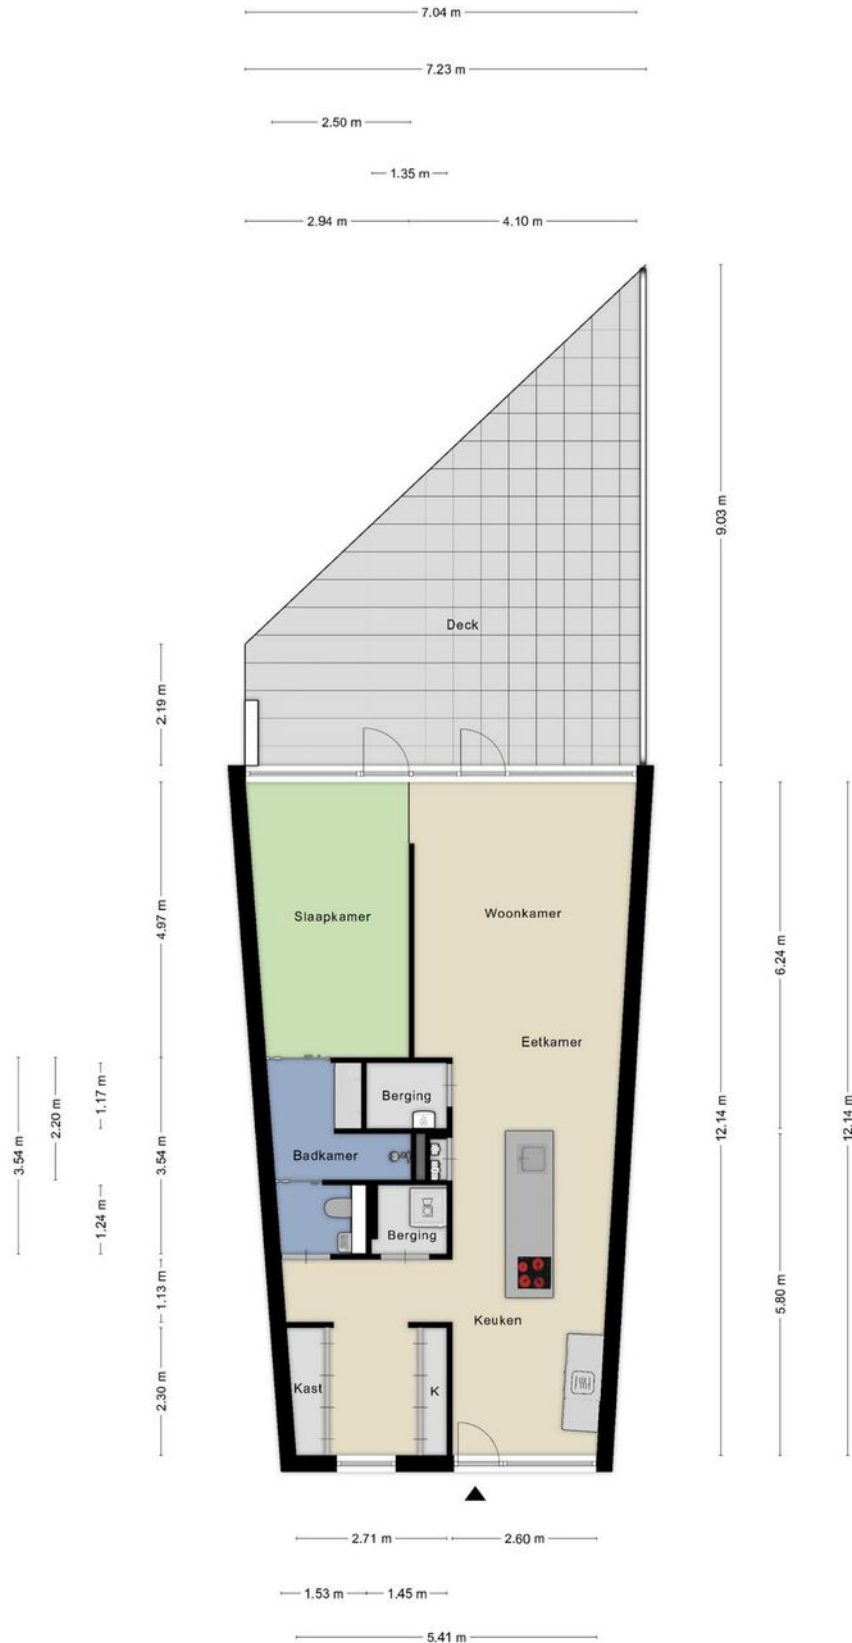 7.04 m
7.23 m
2.50 m
1.35 m
2.94 m
4.10 m
9.03 m
Deck
2.19 m
Slaapkamer
Woonkamer
4.97 m
6.24 m
Eetkamer
Berging
1.17 m
2.20 m
12.14 m
12.14 m
3.54 m
3.54 m
Badkamer
1.24 m
Berging
1.13 m
5.80 m
Keuken
2.30 m
Kast
K
2.71 m
2.60 m
1.53 m
1.45 m
5.41 m